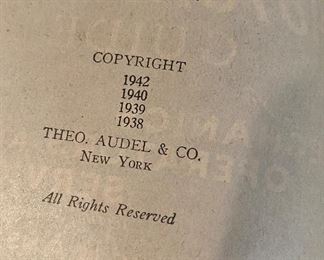 COPYRIGHT
1942
1940
1939
1938
THEO. AUDEL & CO.
NEW YORK
All Rights Reserved